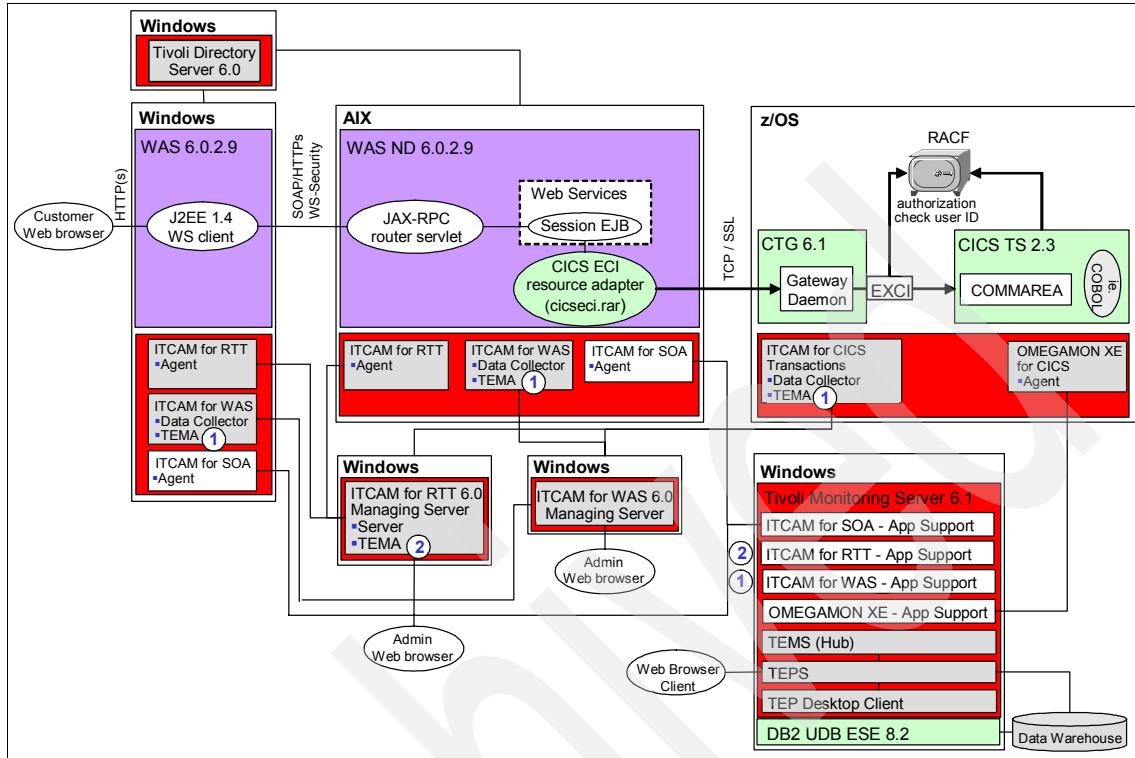 Windows
Tivoli Directory
Server 6.0
Windows
WAS 6.0.2.9
Customer
Web browser
HTTP(s)
J2EE 1.4
WS client
SOAP/HTTPs
WS-Security
ITCAM for RTT
Agent
ITCAM for WAS
Data Collector
TEMA
1
ITCAM for SOA
Agent
AIX
WAS ND 6.0.2.9
JAX-RPC
router servlet
Web Services
Session EJB
CICS ECI
resource adapter
(cicseci.rar)
TCP / SSL
ITCAM for RTT
Agent
ITCAM for WAS
Data Collector
TEMA
1
ITCAM for SOA
Agent
z/OS
RACF
authorization
check user ID
CTG 6.1
Gateway
Daemon
EXCI
CICS TS 2.3
COMMAREA
ie.
COBOL
ITCAM for CICS
Transactions
Data Collector
TEMA
1
OMEGAMON XE
for CICS
Agent
Windows
ITCAM for RTT 6.0
Managing Server
Server
TEMA
2
Admin
Web browser
Windows
ITCAM for WAS 6.0
Managing Server
Admin
Web browser
Windows
Tivoli Monitoring Server 6.1
ITCAM for SOA - App Support
2
ITCAM for RTT - App Support
1
ITCAM for WAS - App Support
OMEGAMON XE - App Support
TEMS (Hub)
Web Browser
Client
TEPS
TEP Desktop Client
DB2 UDB ESE 8.2
Data Warehouse